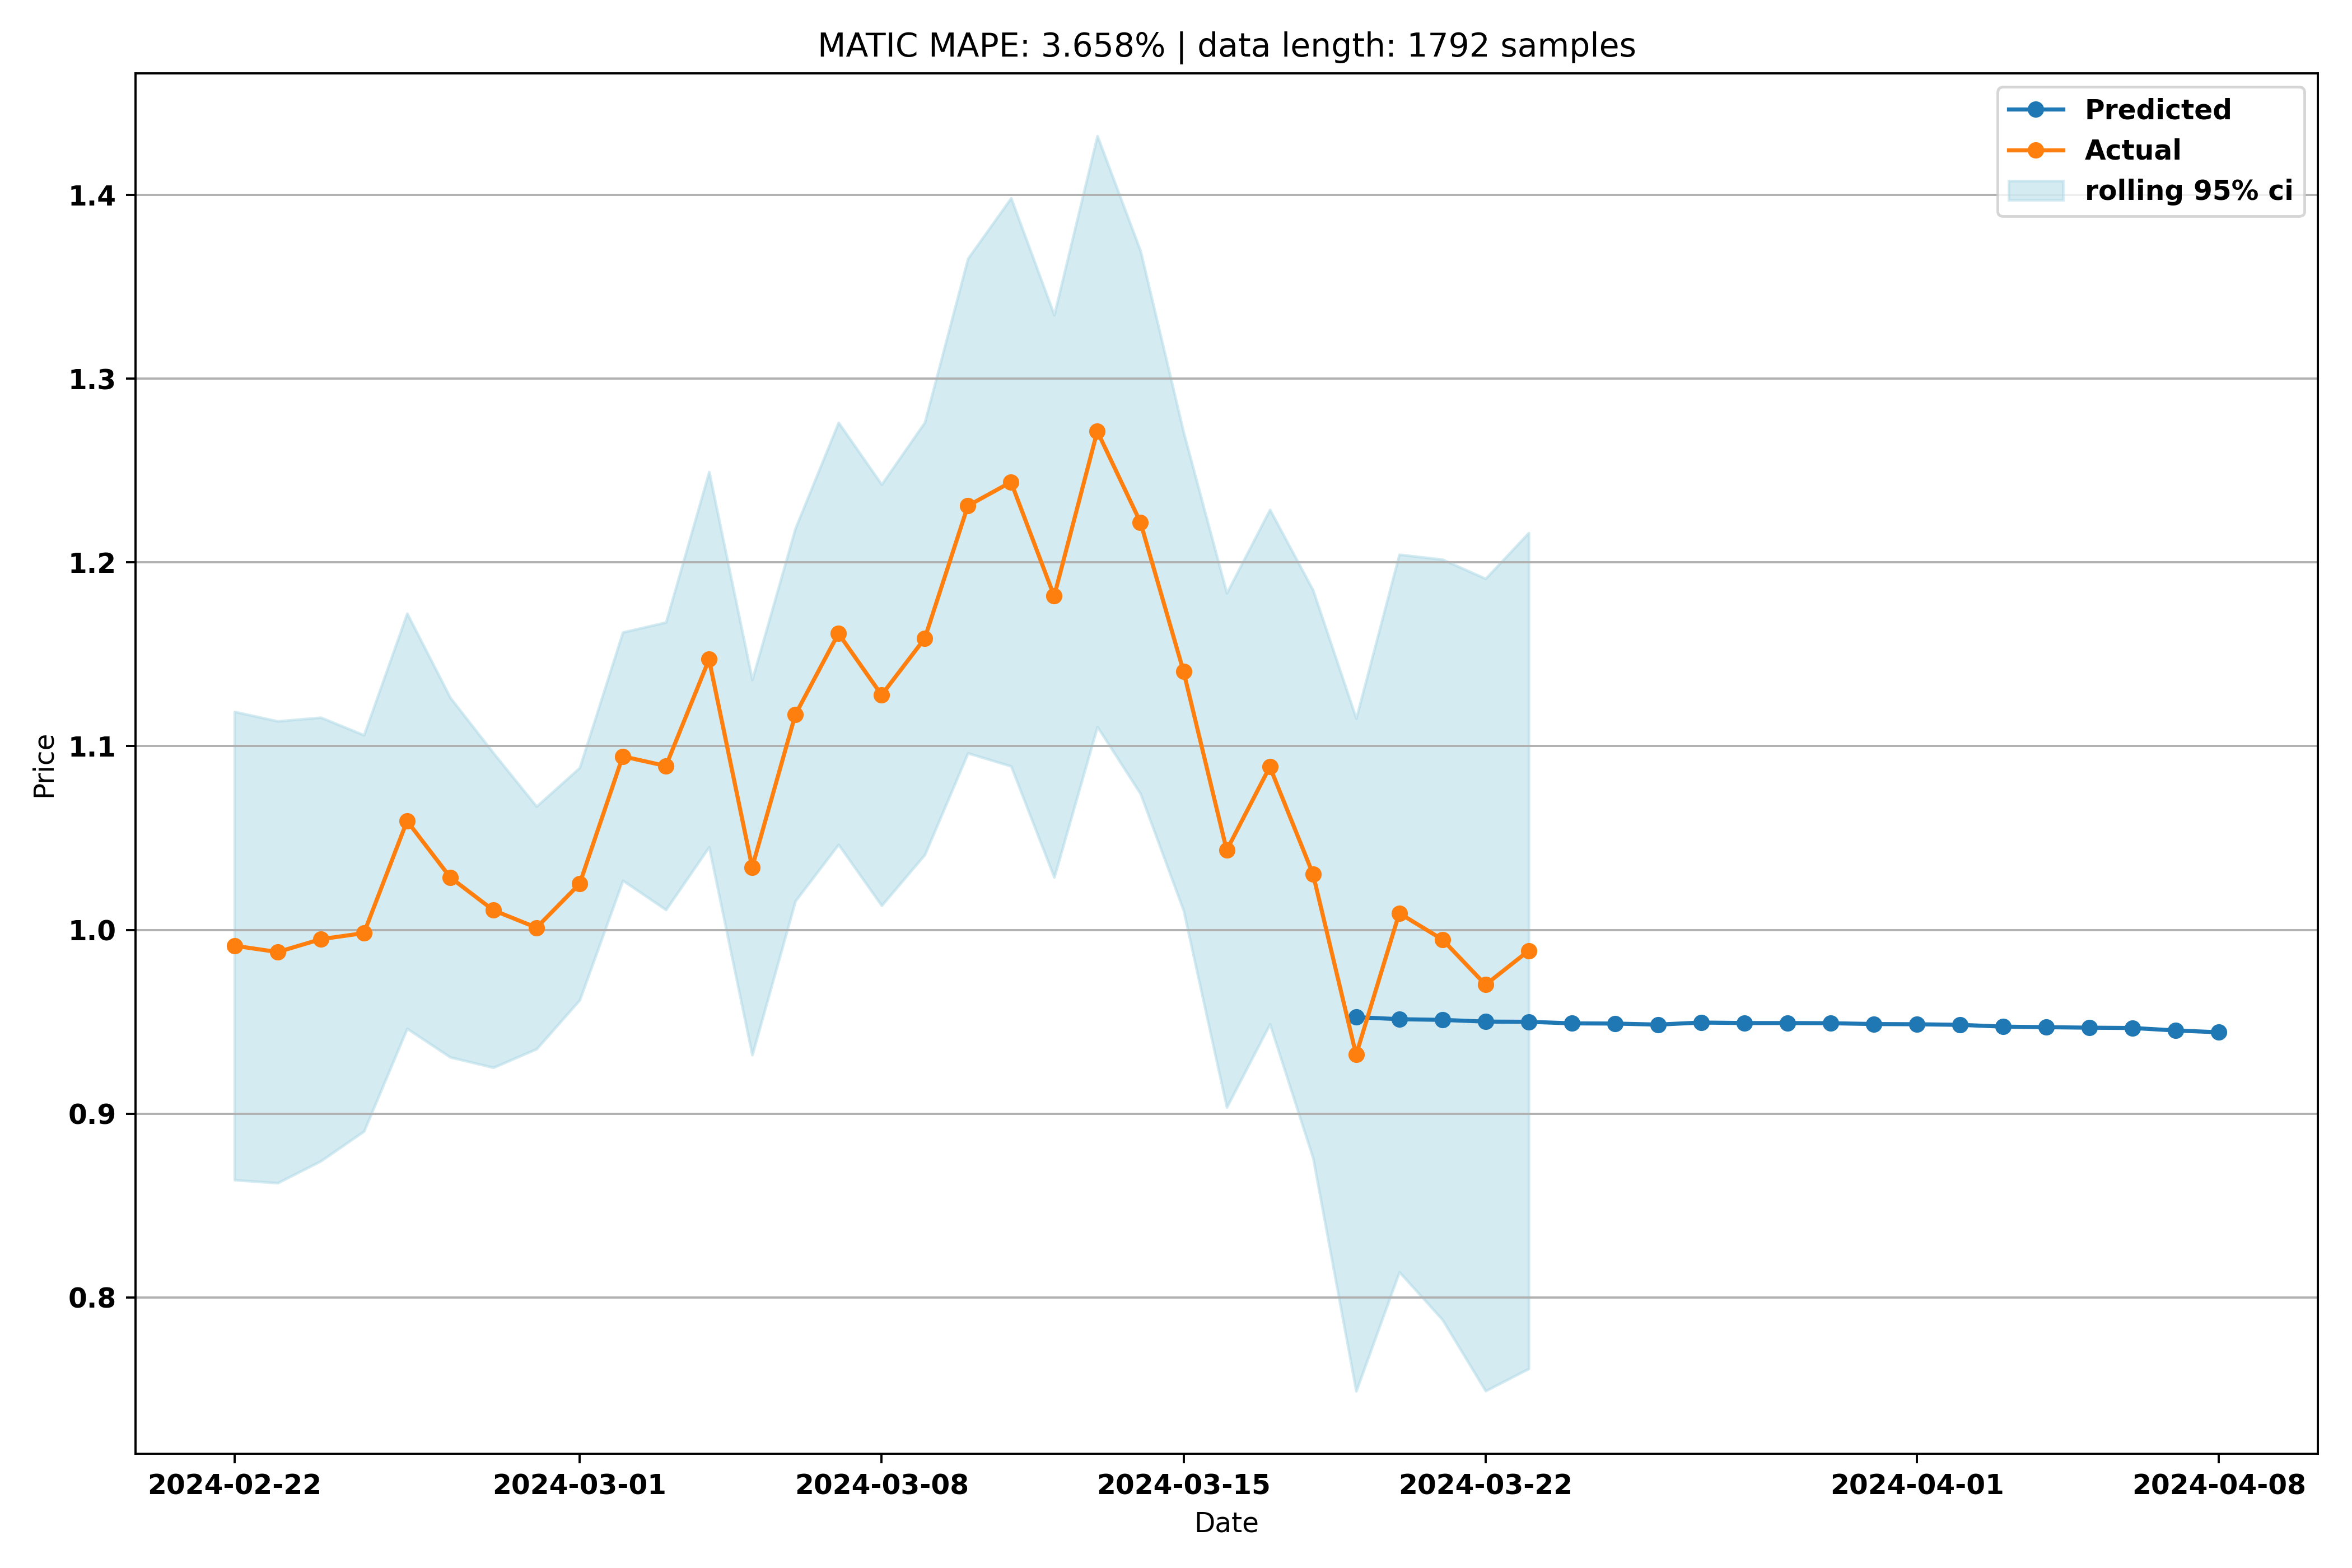 MATIC MAPE: 3.658% | data length: 1792 samples
Predicted
Actual
rolling 95% ci
1.4
1.3
1.2
1.1
1.0
0.9
0.8
Price
2024-02-22 2024-03-01 2024-03-08 2024-03-15 2024-03-22 2024-04-01 2024-04-08
Date